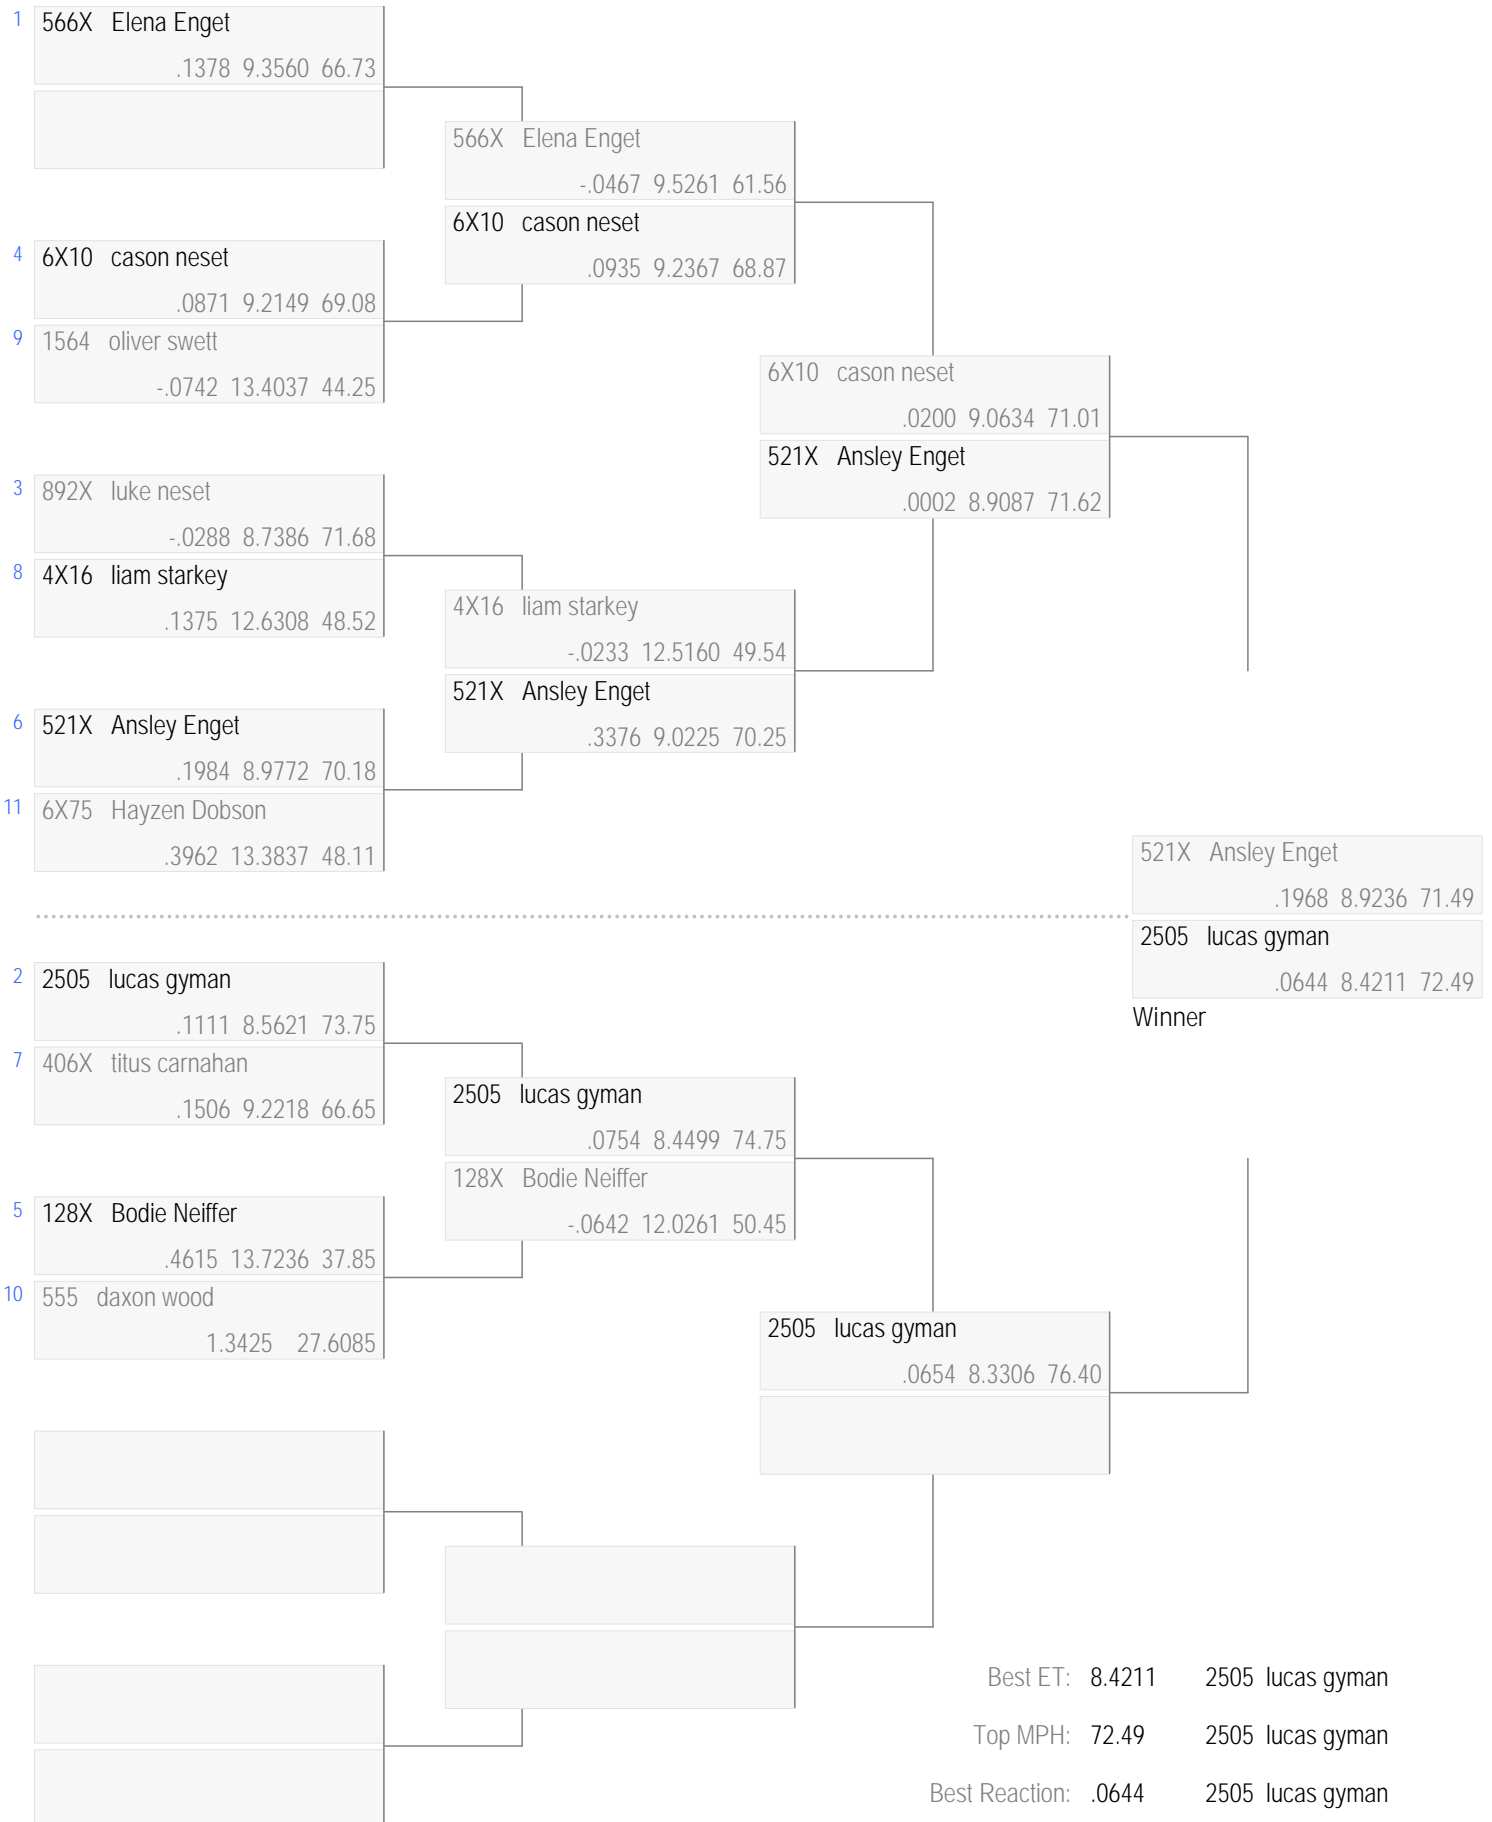 1 566X Elena Enget
.1378 9.3560 66.73
566X Elena Enget
-.0467 9.5261 61.56
6X10 cason neset
.0935 9.2367 68.87
4 6X10 cason neset
.0871 9.2149 69.08
9 1564 oliver swett
-.0742 13.4037 44.25
6X10 cason neset
.0200 9.0634 71.01
521X Ansley Enget
.0002 8.9087 71.62
3 892X luke neset
-.0288 8.7386 71.68
8 4X16 liam starkey
.1375 12.6308 48.52
4X16 liam starkey
-.0233 12.5160 49.54
521X Ansley Enget
.3376 9.0225 70.25
6 521X Ansley Enget
.1984 8.9772 70.18
11 6X75 Hayzen Dobson
.3962 13.3837 48.11
521X Ansley Enget
.1968 8.9236 71.49
2505 lucas gyman
.0644 8.4211 72.49
Winner
2 2505 lucas gyman
.1111 8.5621 73.75
7 406X titus carnahan
.1506 9.2218 66.65
2505 lucas gyman
.0754 8.4499 74.75
128X Bodie Neiffer
-.0642 12.0261 50.45
5 128X Bodie Neiffer
.4615 13.7236 37.85
10 555 daxon wood
1.3425 27.6085
2505 lucas gyman
.0654 8.3306 76.40
Best ET: 8.4211 2505 lucas gyman
Top MPH: 72.49 2505 lucas gyman
Best Reaction: .0644 2505 lucas gyman